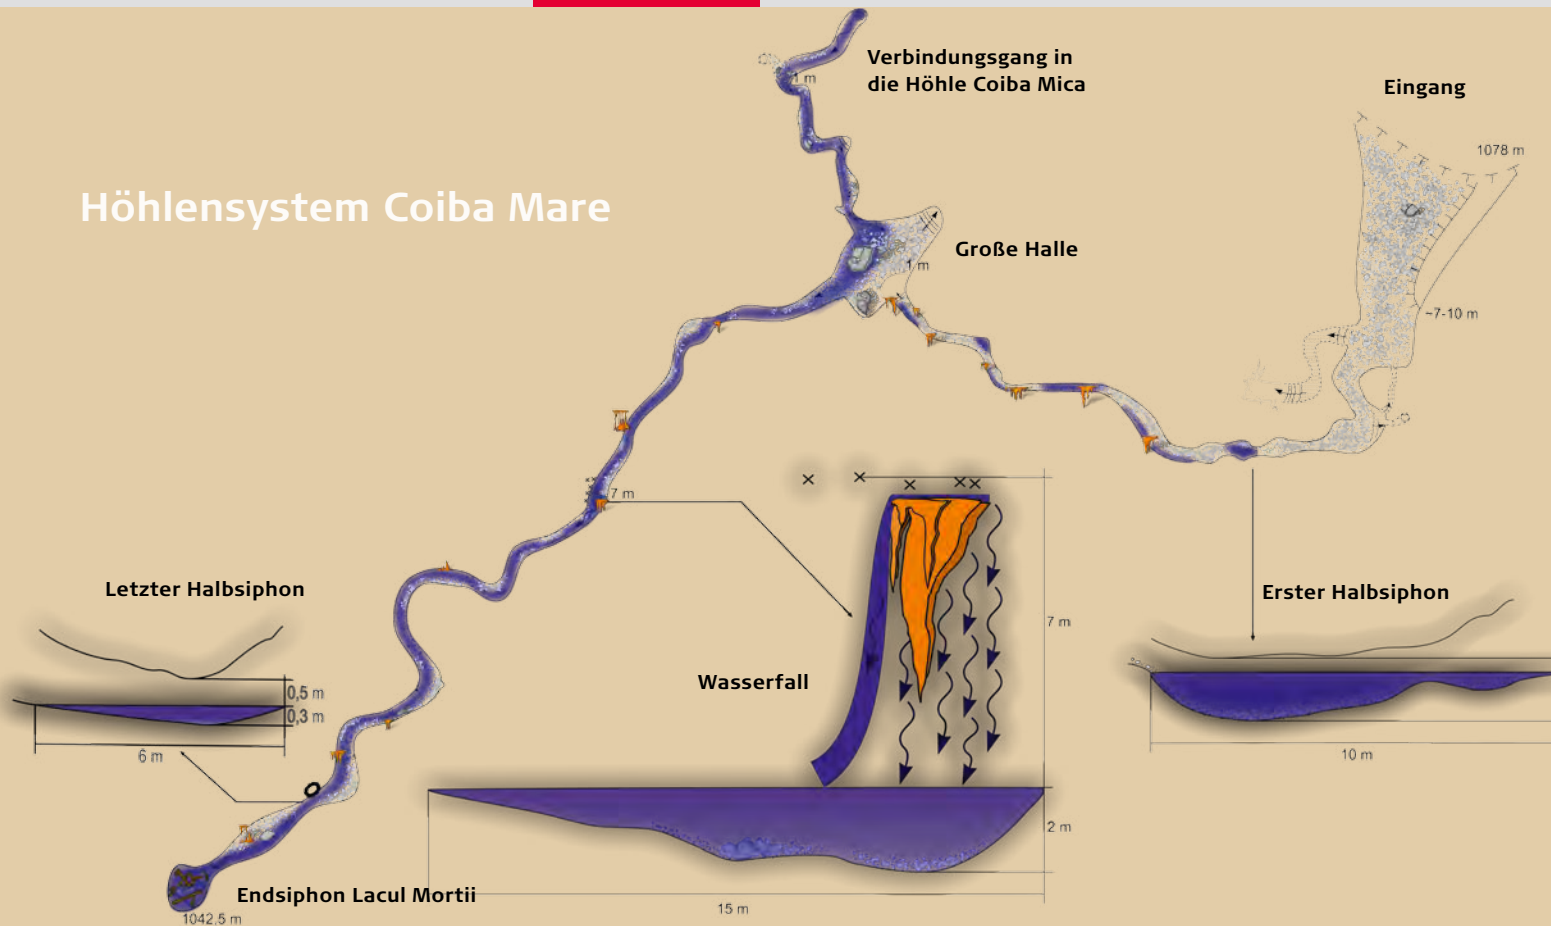 Verbindungsgang in
die Höhle Coiba Mica
1 m
Eingang
1078 m
Höhlensystem Coiba Mare
Große Halle
1 m
~7-10 m
7 m
Letzter Halbsiphon
0,5 m
0,3 m
6 m
Wasserfall
7 m
2 m
15 m
Erster Halbsiphon
10 m
Endsiphon Lacul Mortii
1042.5 m